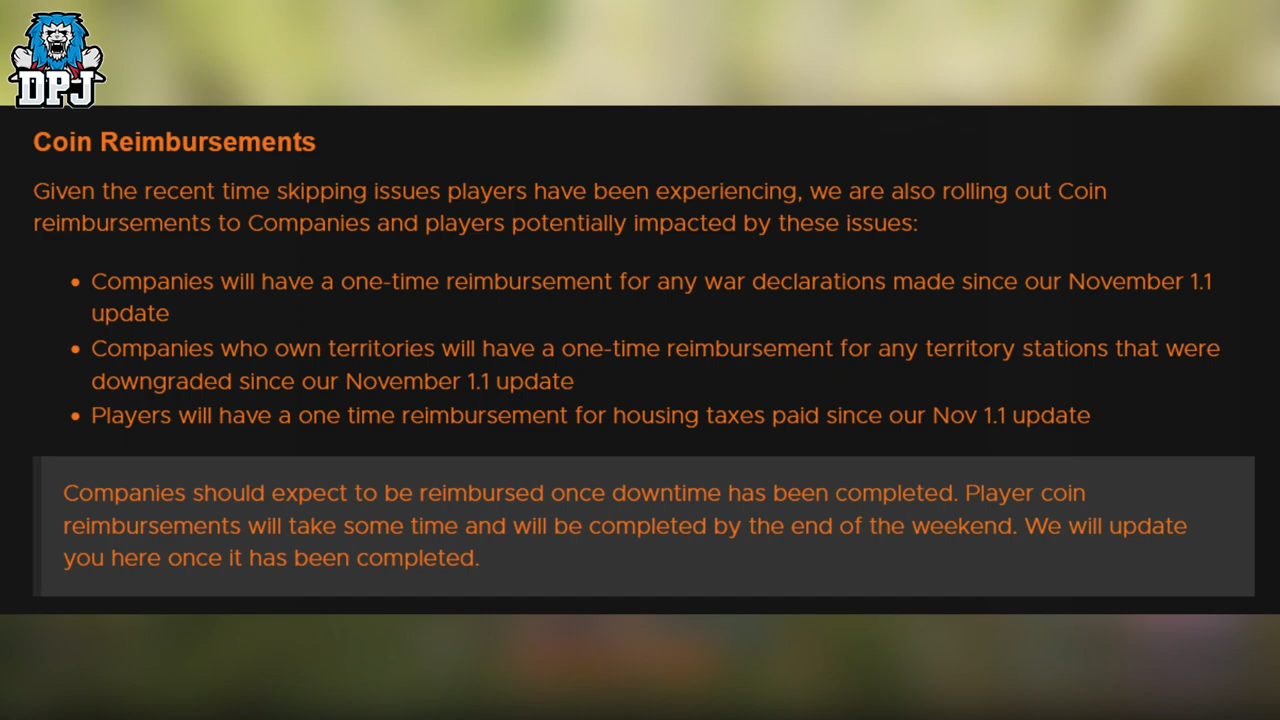 DPJ
Coin Reimbursements
Given the recent time skipping issues players have been experiencing, we are also rolling out Coin
reimbursements to Companies and players potentially impacted by these issues:
• Companies will have a one-time reimbursement for any war declarations made since our November 1.1
update
• Companies who own territories will have a one-time reimbursement for any territory stations that were
downgraded since our November 1.1 update
• Players will have a one time reimbursement for housing taxes paid since our Nov 1.1 update
Companies should expect to be reimbursed once downtime has been completed. Player coin
reimbursements will take some time and will be completed by the end of the weekend. We will update
you here once it has been completed.